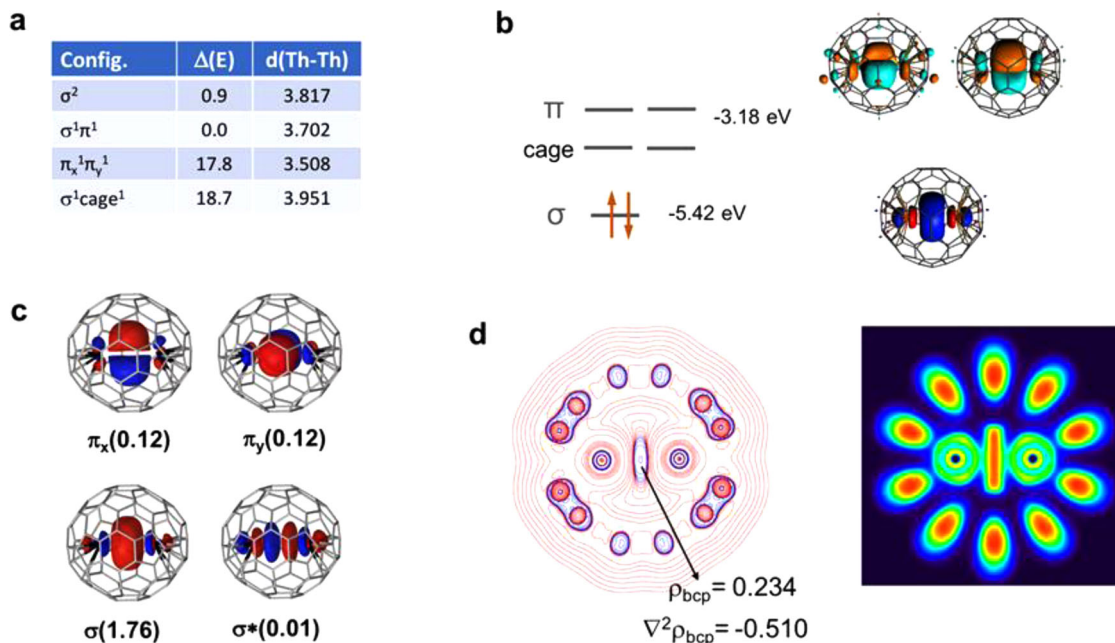 a
Config. Δ(E) d(Th-Th)
σ² 0.9 3.817
σ¹π¹ 0.0 3.702
πₓ¹πᵧ¹ 17.8 3.508
σ¹cage¹ 18.7 3.951
b
π -3.18 eV
cage
σ -5.42 eV
c
πₓ(0.12) πᵧ(0.12)
σ(1.76) σ*(0.01)
d
ρbcp= 0.234
∇²ρbcp= -0.510